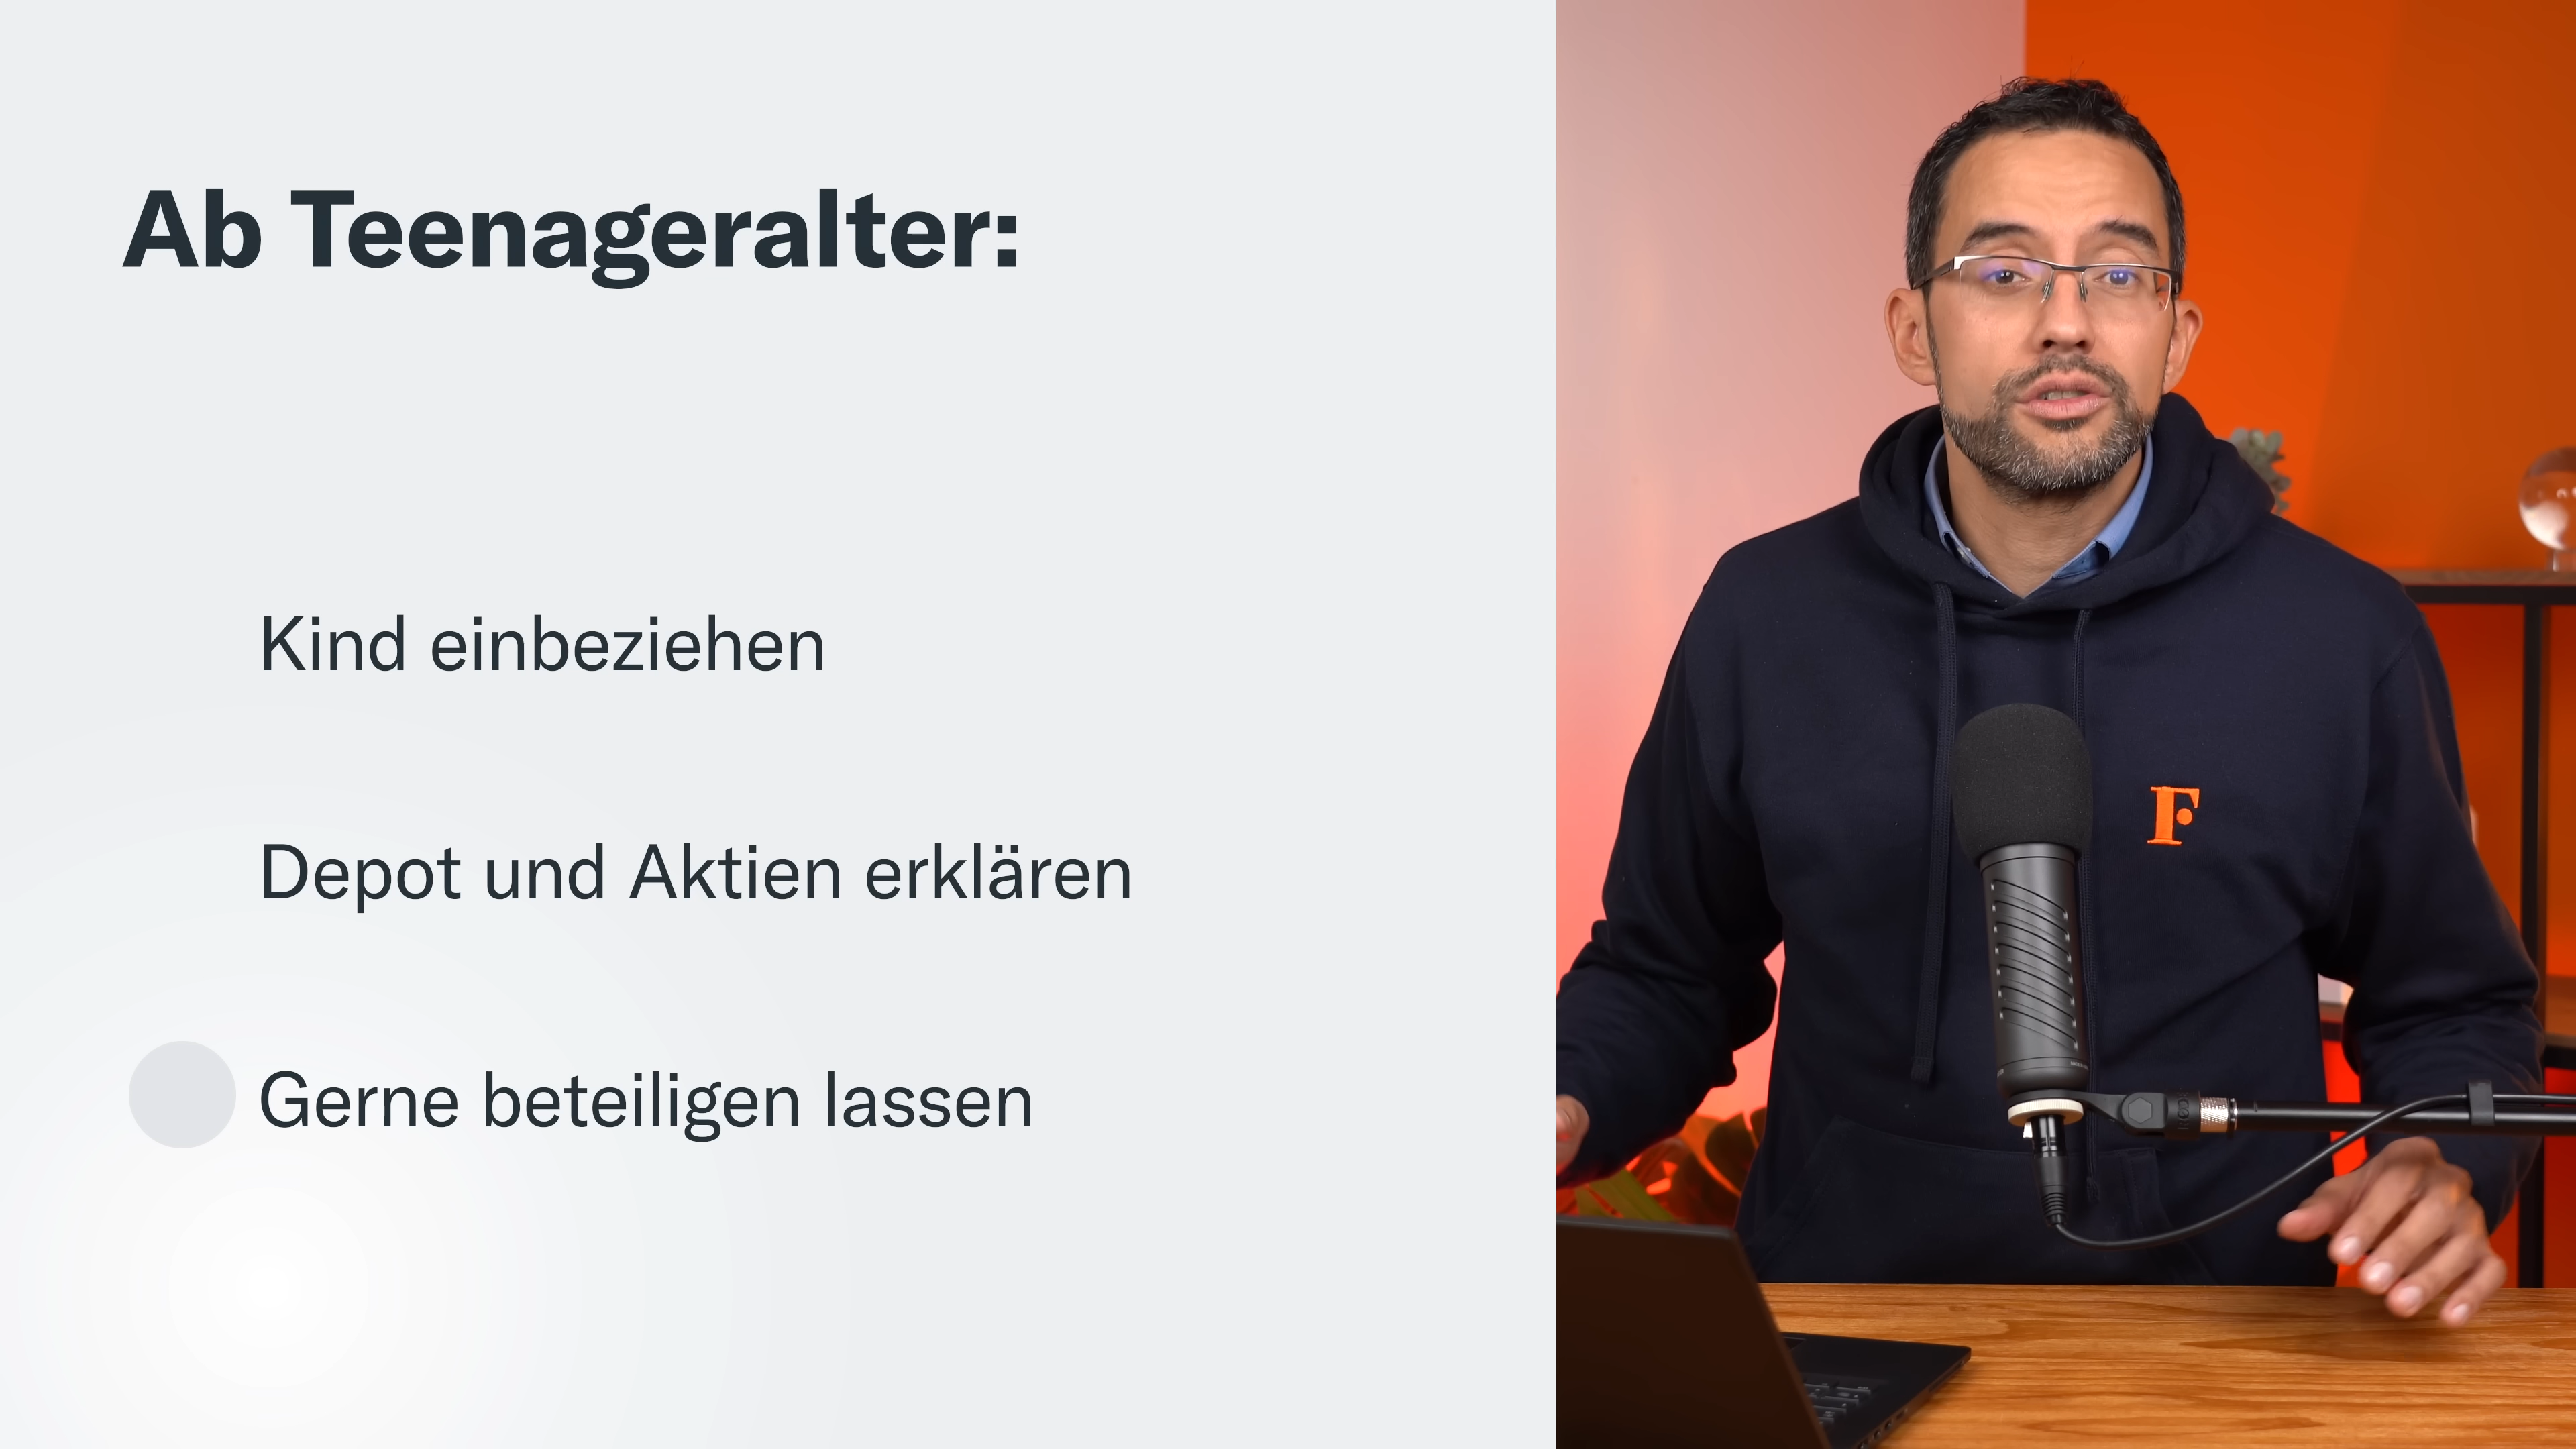 Ab Teenageralter:
Kind einbeziehen
Depot und Aktien erklären
Gerne beteiligen lassen
F